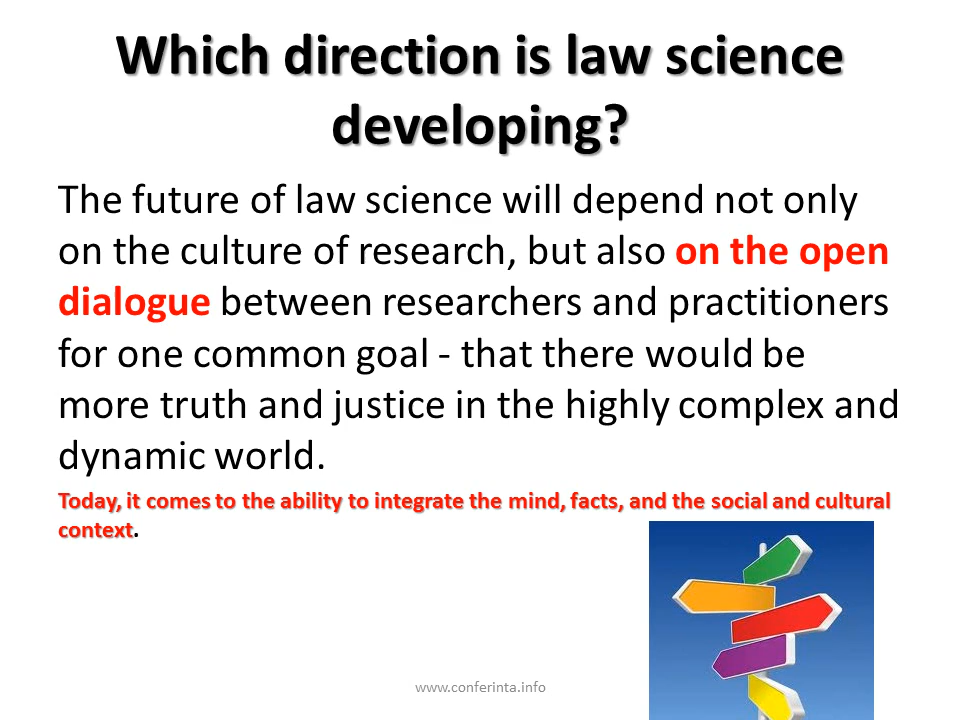 Which direction is law science
developing?
The future of law science will depend not only
on the culture of research, but also on the open
dialogue between researchers and practitioners
for one common goal - that there would be
more truth and justice in the highly complex and
dynamic world.
Today, it comes to the ability to integrate the mind, facts, and the social and cultural
context.
www.conferinta.info